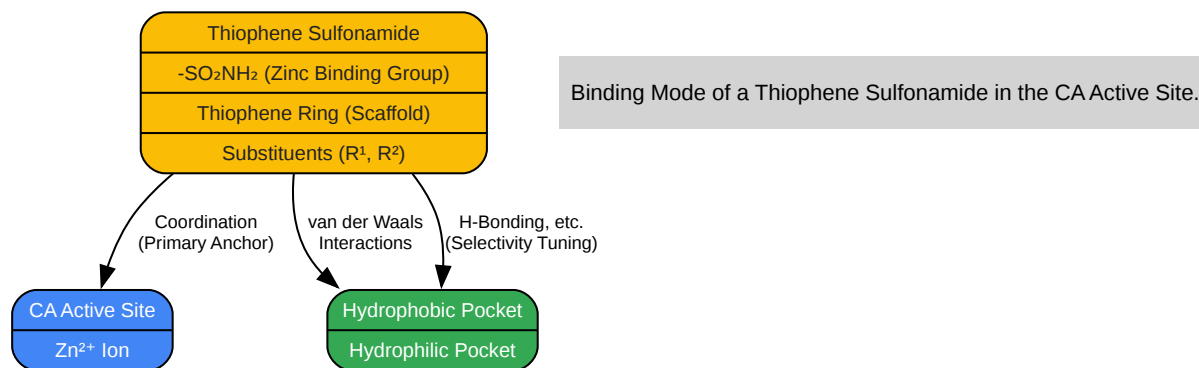 Thiophene Sulfonamide
-SO₂NH₂ (Zinc Binding Group)
Thiophene Ring (Scaffold)
Substituents (R¹, R²)
Binding Mode of a Thiophene Sulfonamide in the CA Active Site.
Coordination
(Primary Anchor)
van der Waals
Interactions
H-Bonding, etc.
(Selectivity Tuning)
CA Active Site
Zn²⁺ Ion
Hydrophobic Pocket
Hydrophilic Pocket